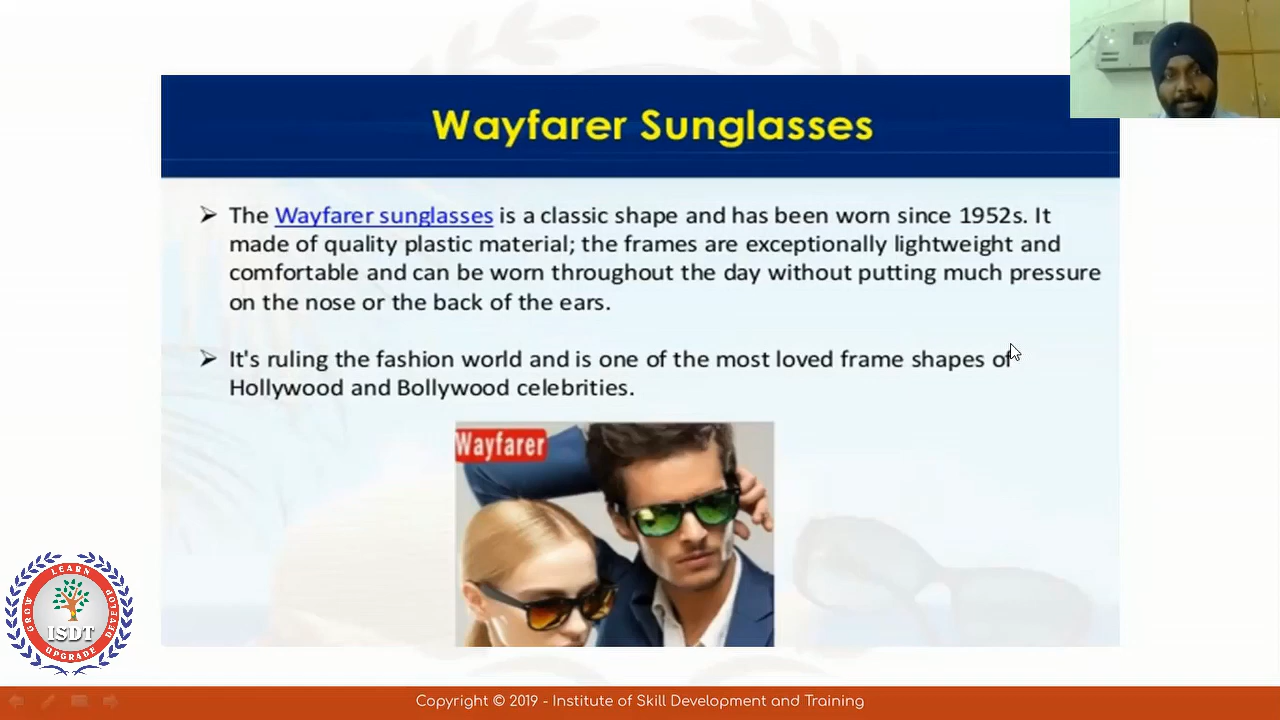 Wayfarer Sunglasses
➢ The Wayfarer sunglasses is a classic shape and has been worn since 1952s. It
made of quality plastic material; the frames are exceptionally lightweight and
comfortable and can be worn throughout the day without putting much pressure
on the nose or the back of the ears.
➢ It's ruling the fashion world and is one of the most loved frame shapes of
Hollywood and Bollywood celebrities.
Wayfarer
LEARN
GROW
DEVELOP
ISDT
UPGRADE
Copyright © 2019 - Institute of Skill Development and Training